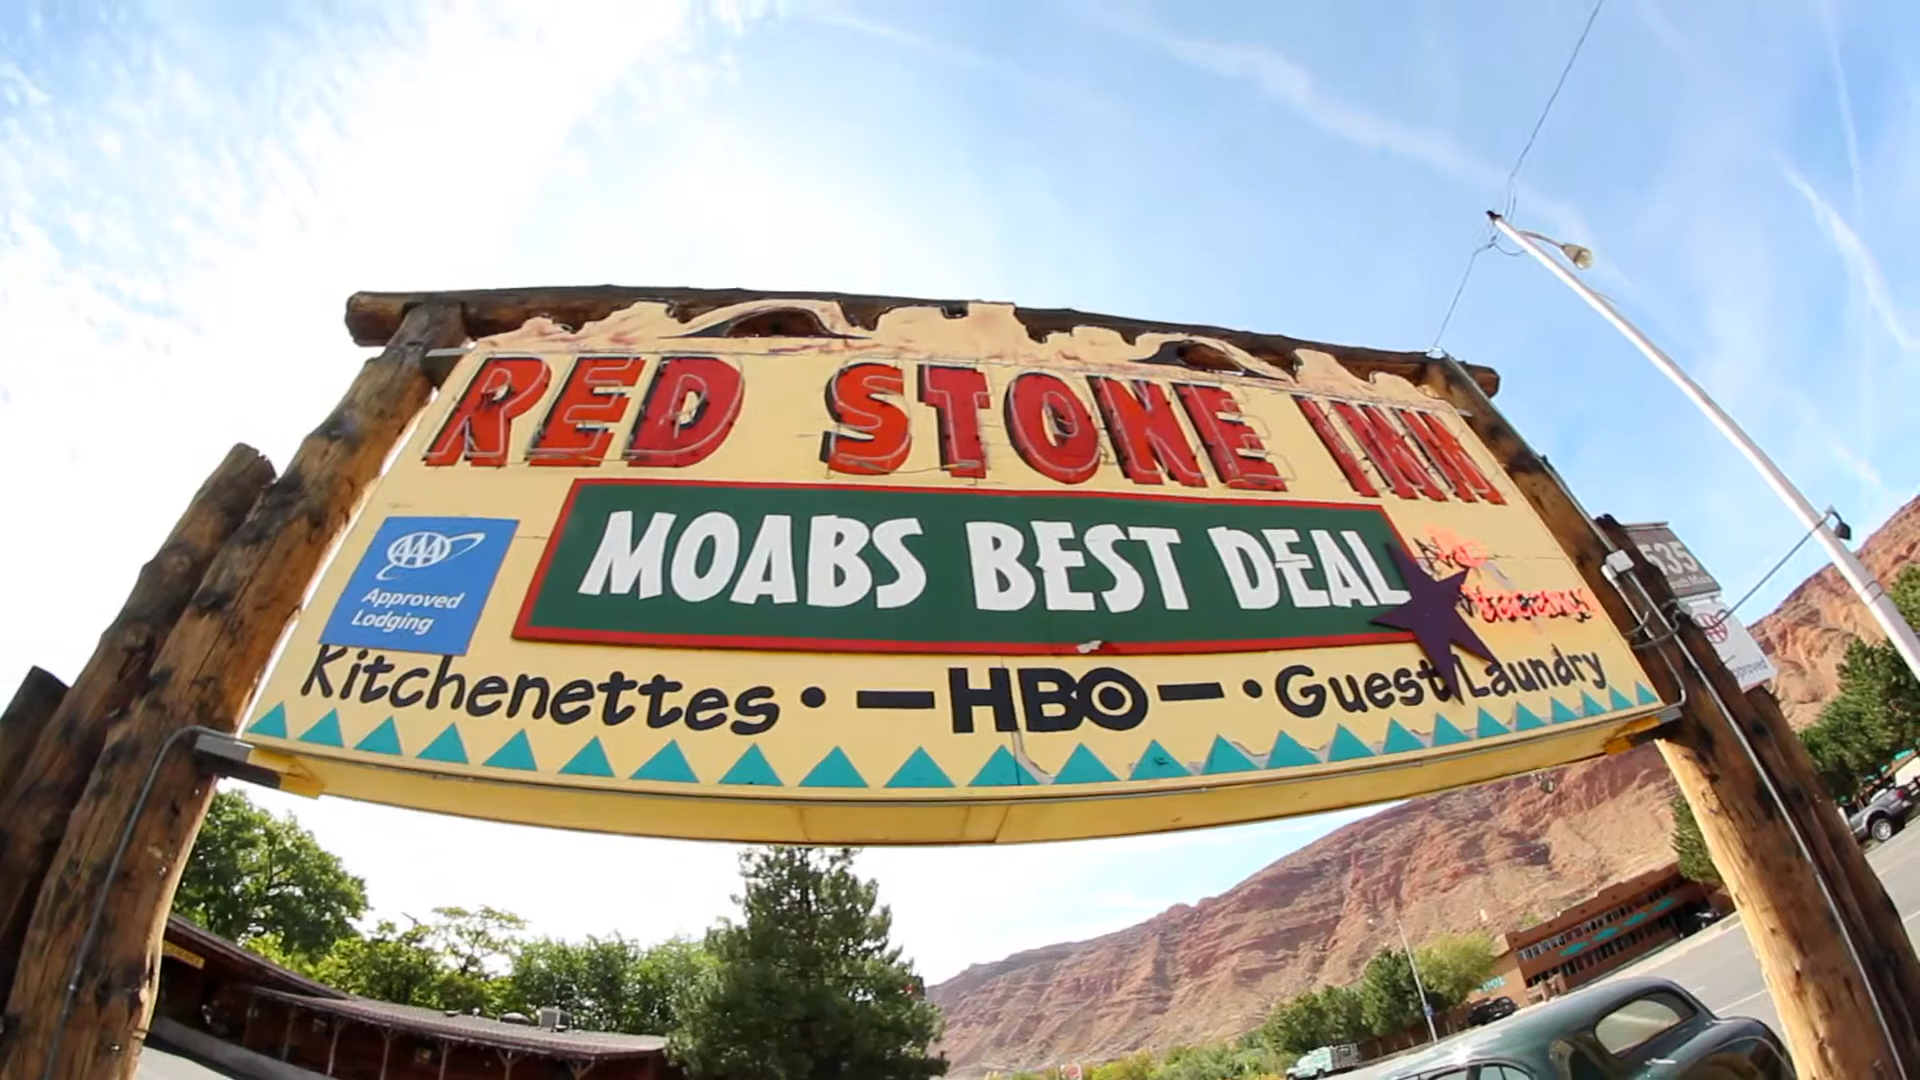 RED STONE INN
MOABS BEST DEAL
AAA
Approved
Lodging
Kitchenettes • — HBO — • Guest Laundry
535